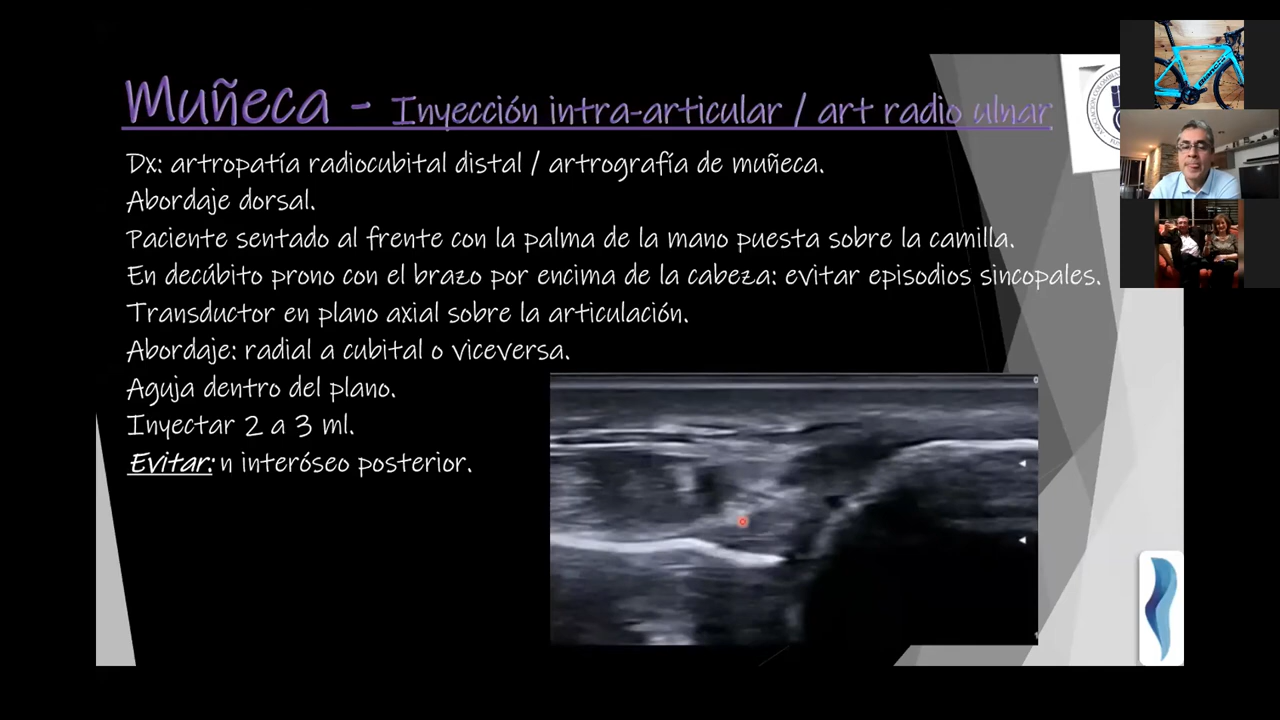 Muñeca - Inyección intra-articular / art radio ulnar
Dx: artropatía radiocubital distal / artrografía de muñeca.
Abordaje dorsal.
Paciente sentado al frente con la palma de la mano puesta sobre la camilla.
En decúbito prono con el brazo por encima de la cabeza: evitar episodios sincopales.
Transductor en plano axial sobre la articulación.
Abordaje: radial a cubital o viceversa.
Aguja dentro del plano.
Inyectar 2 a 3 ml.
Evitar: n interóseo posterior.